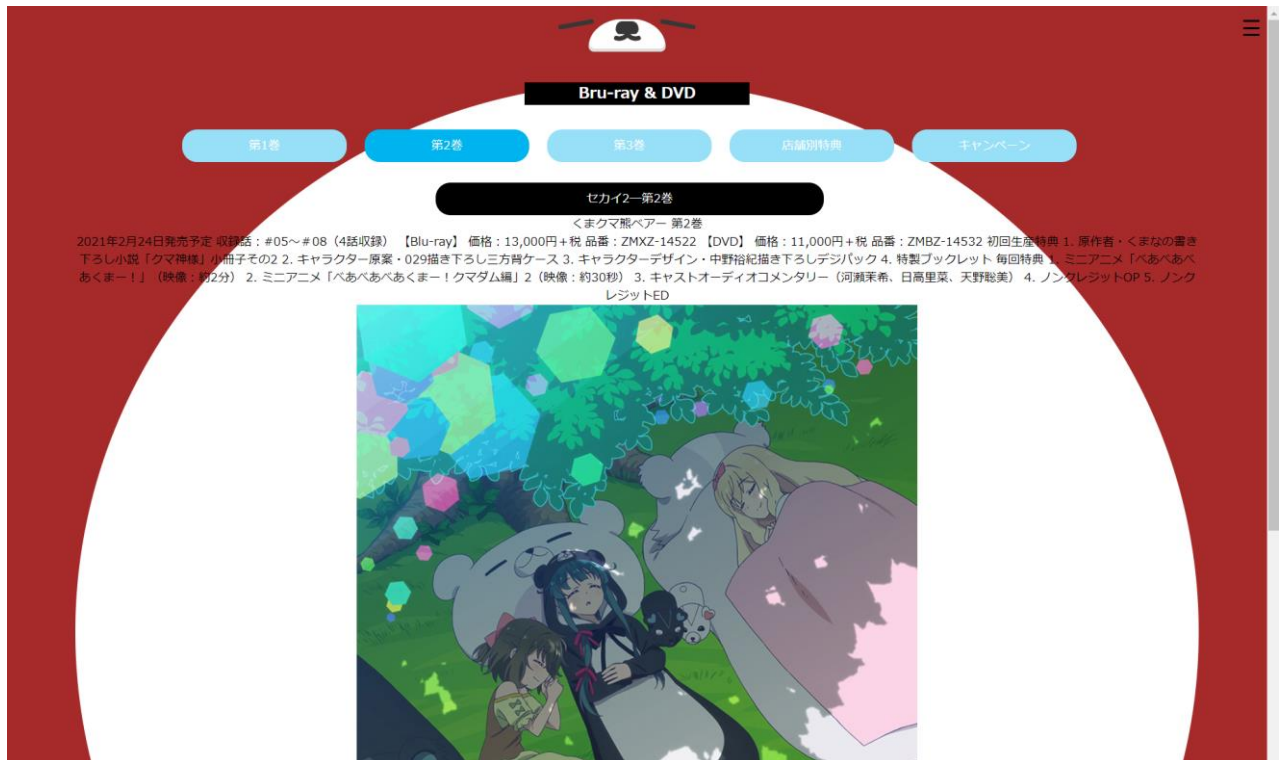 Bru-ray & DVD
第1巻
第2巻
第3巻
店舗別特典
キャンペーン
セカイ2―第2巻
くまクマ熊ベアー 第2巻
2021年2月24日発売予定 収録話：#05～#08（4話収録） 【Blu-ray】 価格：13,000円＋税 品番：ZMXZ-14522 【DVD】 価格：11,000円＋税 品番：ZMBZ-14532 初回生産特典 1. 原作者・くまなの書き
下ろし小説「クマ神様」小冊子その2 2. キャラクター原案・029描き下ろし三方背ケース 3. キャラクターデザイン・中野裕紀描き下ろしデジパック 4. 特製ブックレット 毎回特典 1. ミニアニメ「べあべあべ
あくまー！」（映像：約2分） 2. ミニアニメ「べあべあべあくまー！クマダム編」2（映像：約30秒） 3. キャストオーディオコメンタリー（河瀬茉希、日高里菜、天野聡美） 4. ノンクレジットOP 5. ノンク
レジットED